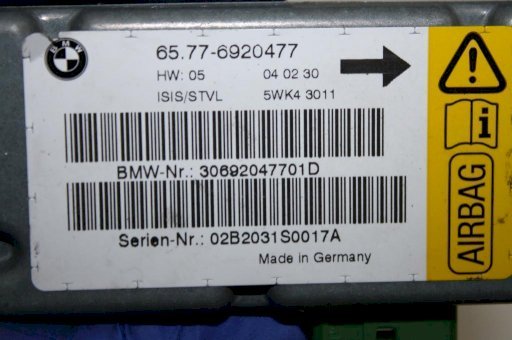 BMW
65.77-6920477
HW: 05 04 02 30
ISIS/STVL 5WK4 3011
BMW-Nr.: 30692047701D
Serien-Nr.: 02B2031S0017A
Made in Germany
AIRBAG